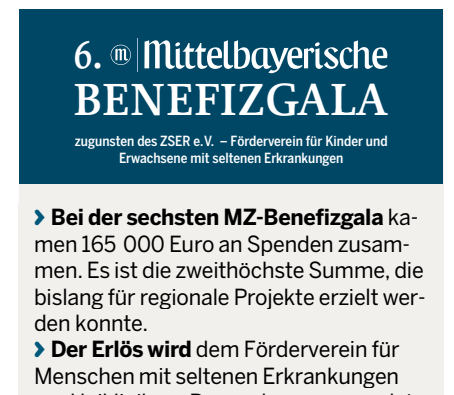 6. m | Mittelbayerische
BENEFIZGALA
zugunsten des ZSER e.V. – Förderverein für Kinder und
Erwachsene mit seltenen Erkrankungen
› Bei der sechsten MZ-Benefizgala ka-
men 165 000 Euro an Spenden zusam-
men. Es ist die zweithöchste Summe, die
bislang für regionale Projekte erzielt wer-
den konnte.
› Der Erlös wird dem Förderverein für
Menschen mit seltenen Erkrankungen